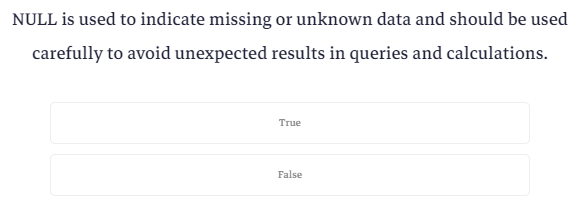 NULL is used to indicate missing or unknown data and should be used
carefully to avoid unexpected results in queries and calculations.
True
False